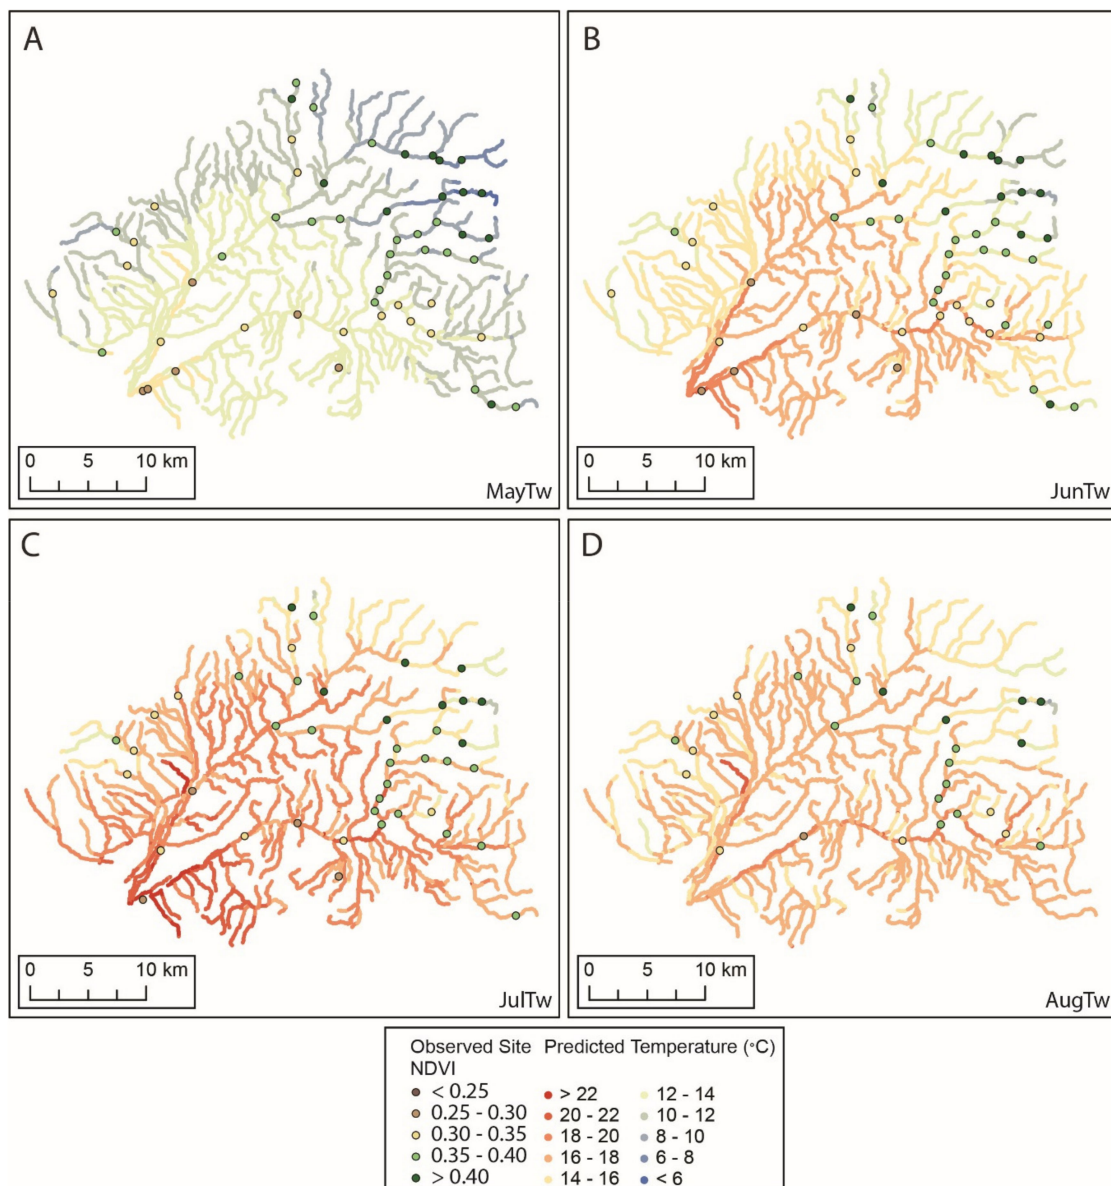 A
0 5 10 km
MayTw
B
0 5 10 km
JunTw
C
0 5 10 km
JulTw
D
0 5 10 km
AugTw
Observed Site Predicted Temperature (°C)
NDVI
< 0.25 > 22 12 - 14
0.25 - 0.30 20 - 22 10 - 12
0.30 - 0.35 18 - 20 8 - 10
0.35 - 0.40 16 - 18 6 - 8
> 0.40 14 - 16 < 6